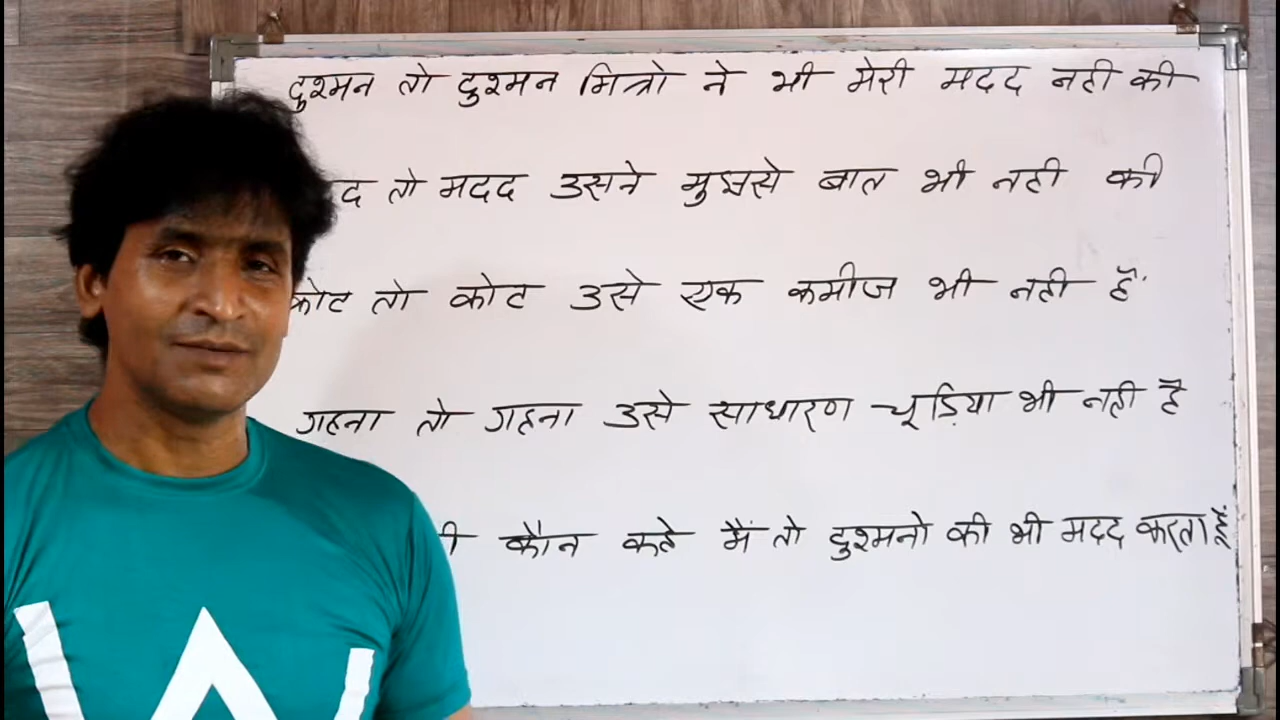 दुश्मन तो दुश्मन मित्रो ने भी मेरी मदद नही की
तो मदद उसने मुझसे बात भी नही की
कोट तो कोट उसे एक कमीज भी नही हैं
गहना तो गहना उसे साधारण चूड़िया भी नही है
कौन कहे मैं तो दुश्मनो की भी मदद करता हूँ